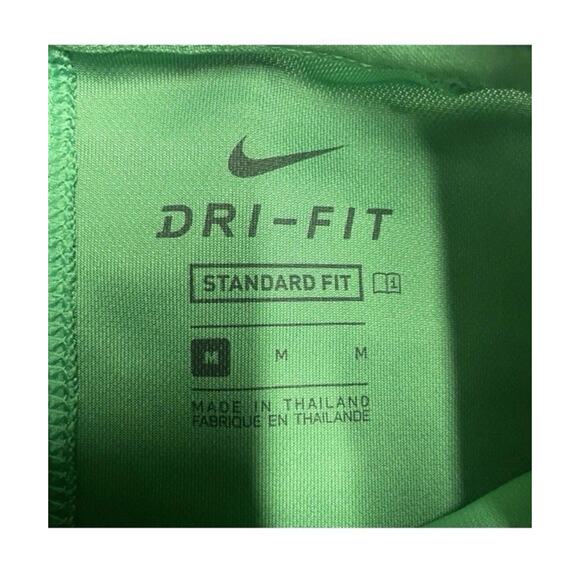 DRI-FIT
STANDARD FIT i
M M M
MADE IN THAILAND
FABRIQUE EN THAILANDE